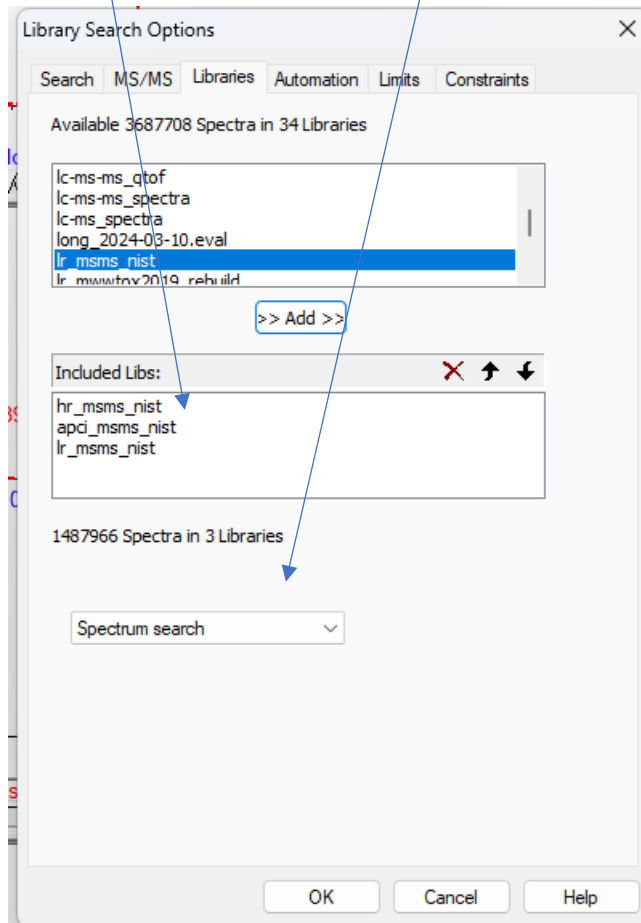 Library Search Options
Search MS/MS Libraries Automation Limits Constraints
Available 3687708 Spectra in 34 Libraries
lc-ms-ms_qtof
lc-ms-ms_spectra
lc-ms_spectra
long_2024-03-10.eval
lr_msms_nist
lr_mwwtox2019_rebuild
>> Add >>
Included Libs:
hr_msms_nist
apci_msms_nist
lr_msms_nist
1487966 Spectra in 3 Libraries
Spectrum search
OK Cancel Help